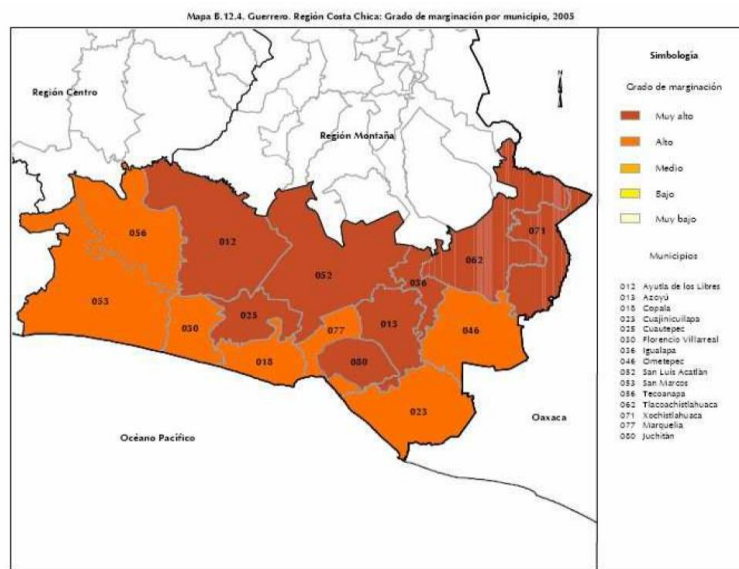 Mapa B.12.4. Guerrero. Región Costa Chica: Grado de marginación por municipio, 2005
Región Centro
Región Montaña
N
056
012
053
052
036
062
071
030
025
077
013
046
018
080
023
Océano Pacífico
Oaxaca
Simbología
Grado de marginación
Muy alto
Alto
Medio
Bajo
Muy bajo
Municipios
012 Ayutla de los Libres
013 Azoyú
018 Copala
023 Cuajinicuilapa
025 Cuautepec
030 Florencio Villarreal
036 Igualapa
046 Ometepec
052 San Luis Acatlán
053 San Marcos
056 Tecoanapa
062 Tlacoachistlahuaca
071 Xochistlahuaca
077 Marquelia
080 Juchitán